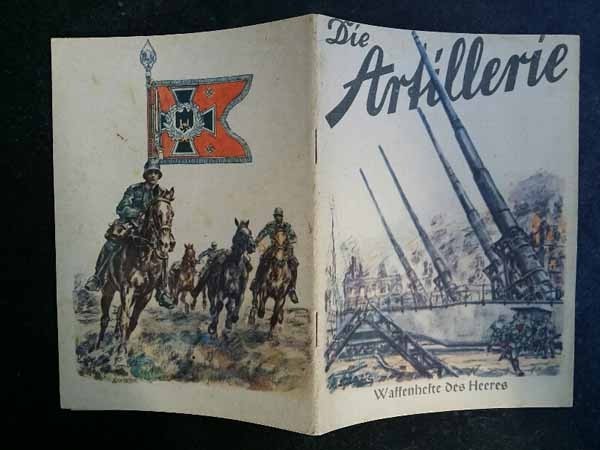 Die
Artillerie
Waffenhefte des Heeres